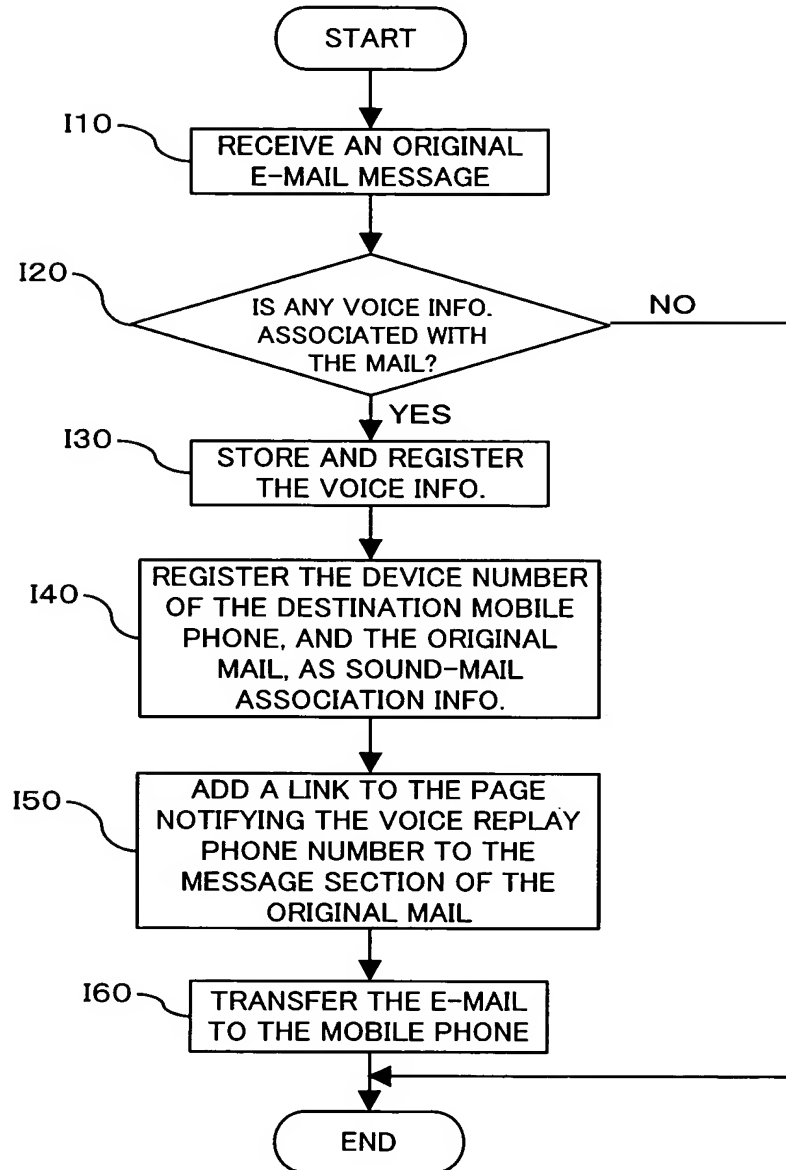 START
I10
RECEIVE AN ORIGINAL
E-MAIL MESSAGE
I20
IS ANY VOICE INFO.
ASSOCIATED WITH
THE MAIL?
NO
YES
I30
STORE AND REGISTER
THE VOICE INFO.
I40
REGISTER THE DEVICE NUMBER
OF THE DESTINATION MOBILE
PHONE, AND THE ORIGINAL
MAIL, AS SOUND-MAIL
ASSOCIATION INFO.
I50
ADD A LINK TO THE PAGE
NOTIFYING THE VOICE REPLAY
PHONE NUMBER TO THE
MESSAGE SECTION OF THE
ORIGINAL MAIL
I60
TRANSFER THE E-MAIL
TO THE MOBILE PHONE
END